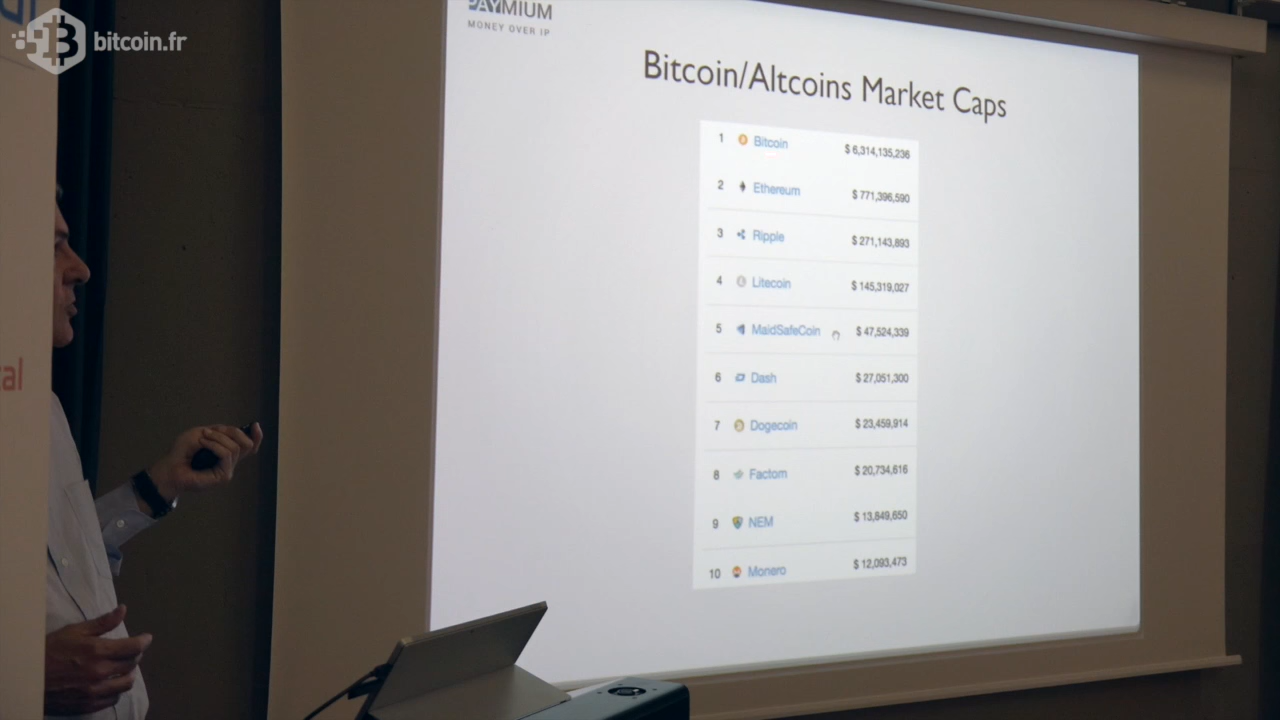 bitcoin.fr
PAYMIUM
MONEY OVER IP
Bitcoin/Altcoins Market Caps
1 Bitcoin $ 6,314,135,236
2 Ethereum $ 771,396,590
3 Ripple $ 271,143,893
4 Litecoin $ 145,319,027
5 MaidSafeCoin $ 47,524,339
6 Dash $ 27,051,300
7 Dogecoin $ 23,459,914
8 Factom $ 20,734,616
9 NEM $ 13,849,650
10 Monero $ 12,093,473
al